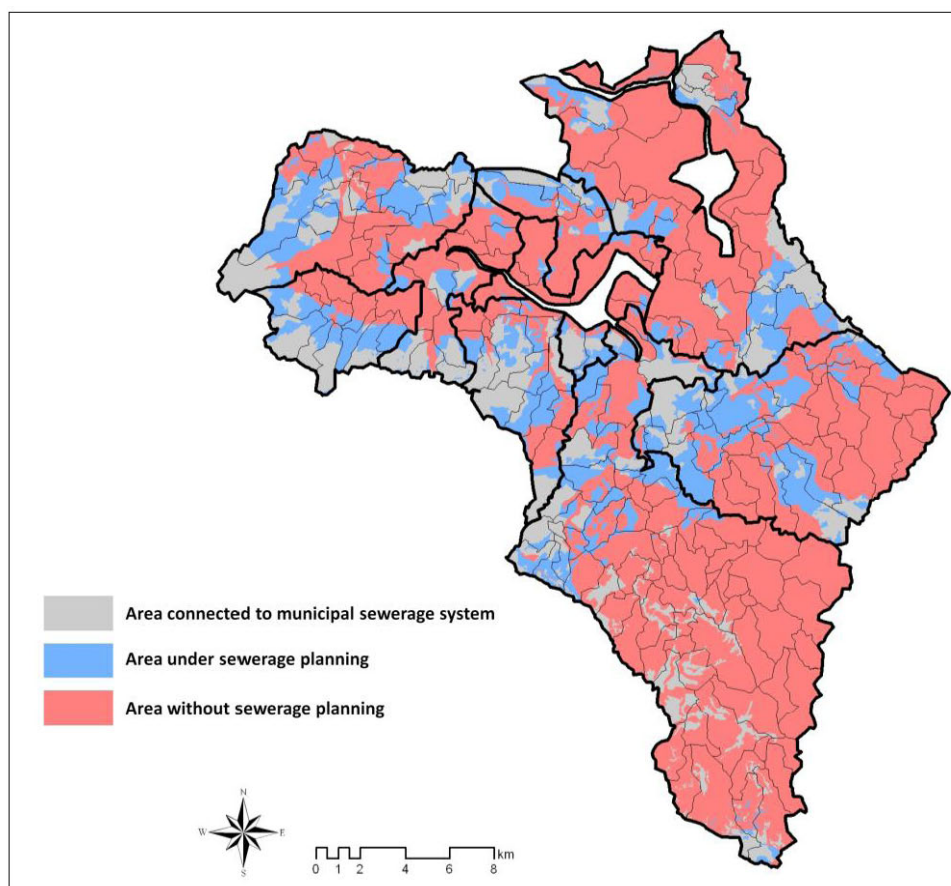 Area connected to municipal sewerage system
Area under sewerage planning
Area without sewerage planning
N
W E
S
km
0 1 2 4 6 8